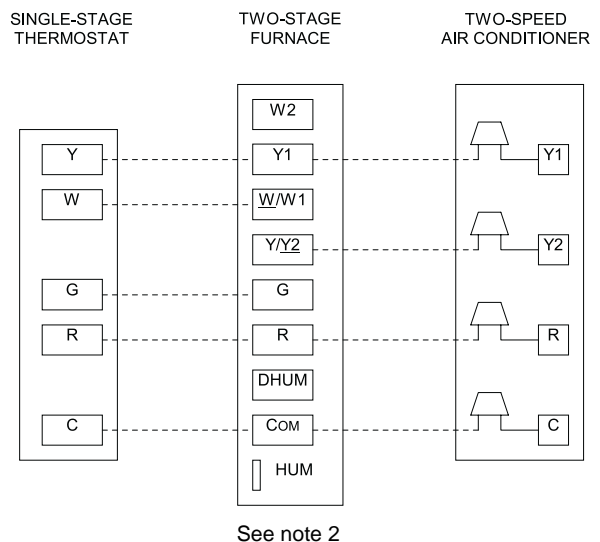 SINGLE-STAGE THERMOSTAT
TWO-STAGE FURNACE
TWO-SPEED AIR CONDITIONER
W2
Y Y1 Y1
W W/W1
Y/Y2 Y2
G G
R R R
DHUM
C COM C
HUM
See note 2